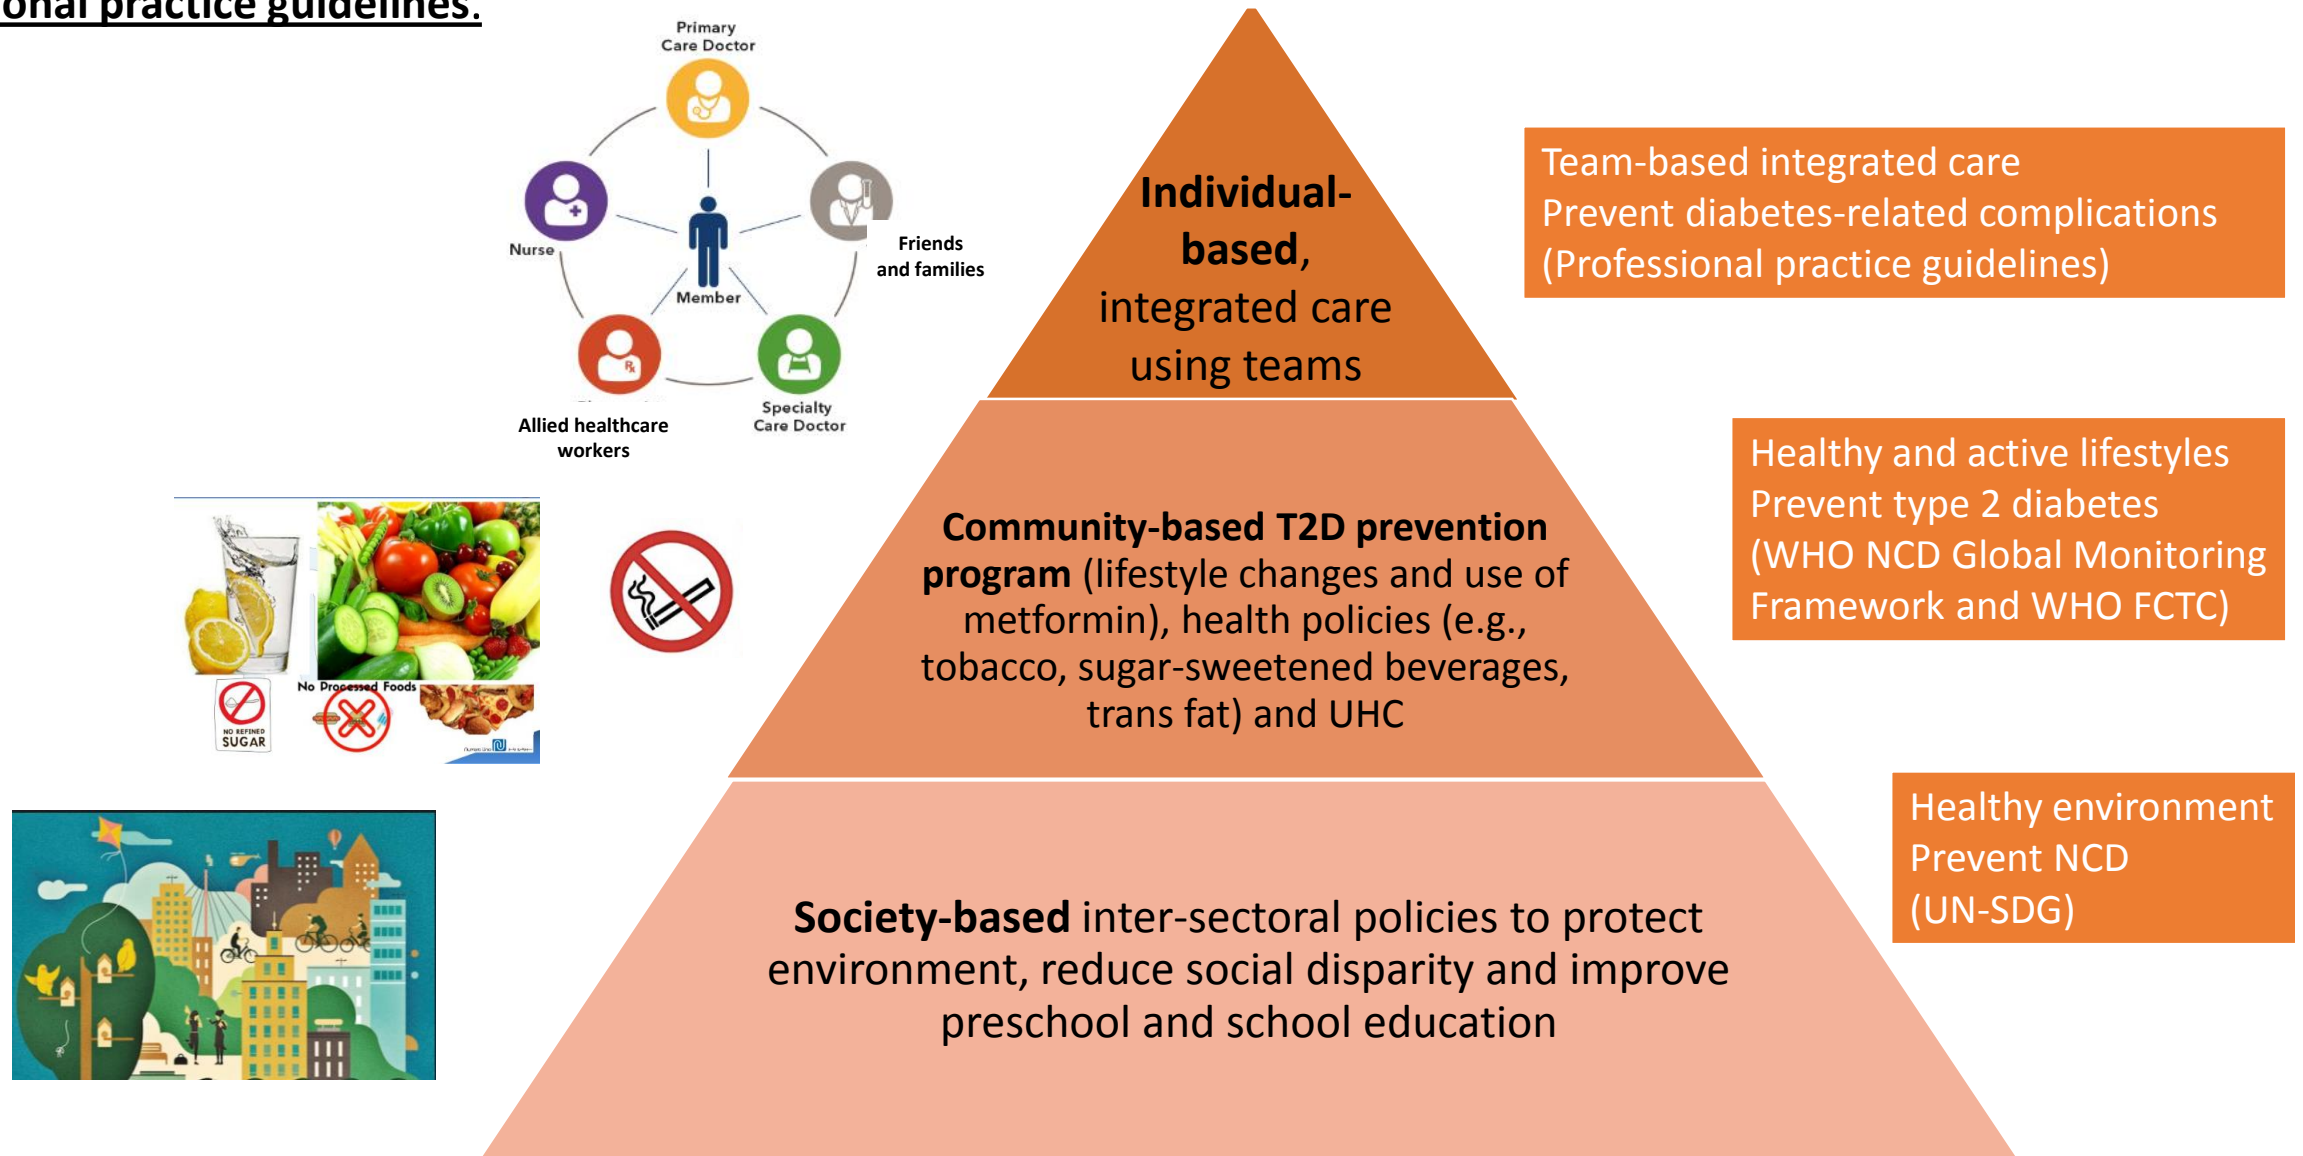 onal practice guidelines.
Primary
Care Doctor
Nurse
Friends
and families
Member
Allied healthcare
workers
Specialty
Care Doctor
Individual-
based,
integrated care
using teams
Team-based integrated care
Prevent diabetes-related complications
(Professional practice guidelines)
No Processed Foods
NO REFINED
SUGAR
Community-based T2D prevention
program (lifestyle changes and use of
metformin), health policies (e.g.,
tobacco, sugar-sweetened beverages,
trans fat) and UHC
Healthy and active lifestyles
Prevent type 2 diabetes
(WHO NCD Global Monitoring
Framework and WHO FCTC)
Society-based inter-sectoral policies to protect
environment, reduce social disparity and improve
preschool and school education
Healthy environment
Prevent NCD
(UN-SDG)